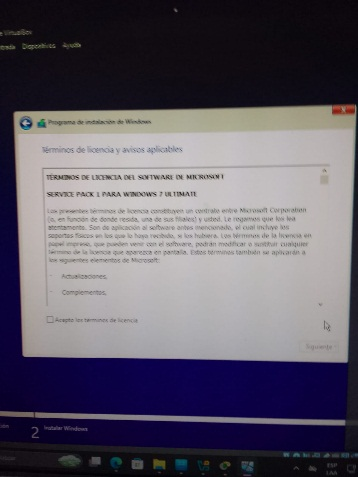 VirtualBox
Dispositivos Ayuda
Programa de instalación de Windows
Términos de licencia y avisos aplicables
TÉRMINOS DE LICENCIA DEL SOFTWARE DE MICROSOFT
SERVICE PACK 1 PARA WINDOWS 7 ULTIMATE
Los presentes términos de licencia constituyen un contrato entre Microsoft Corporation
(o, en función de donde resida, una de sus filiales) y usted. Le rogamos que los lea
atentamente. Son de aplicación al software antes mencionado, el cual incluye los
soportes físicos en los que lo haya recibido, si los hubiera. Los términos de la licencia en
papel impreso, que pueden venir con el software, podrán modificar o sustituir cualquier
término de la licencia que aparezca en pantalla. Estos términos también se aplicarán a
los siguientes elementos de Microsoft:
- Actualizaciones,
- Complementos,
Acepto los términos de licencia
Siguiente
2 Instalar Windows
ESP
LAA